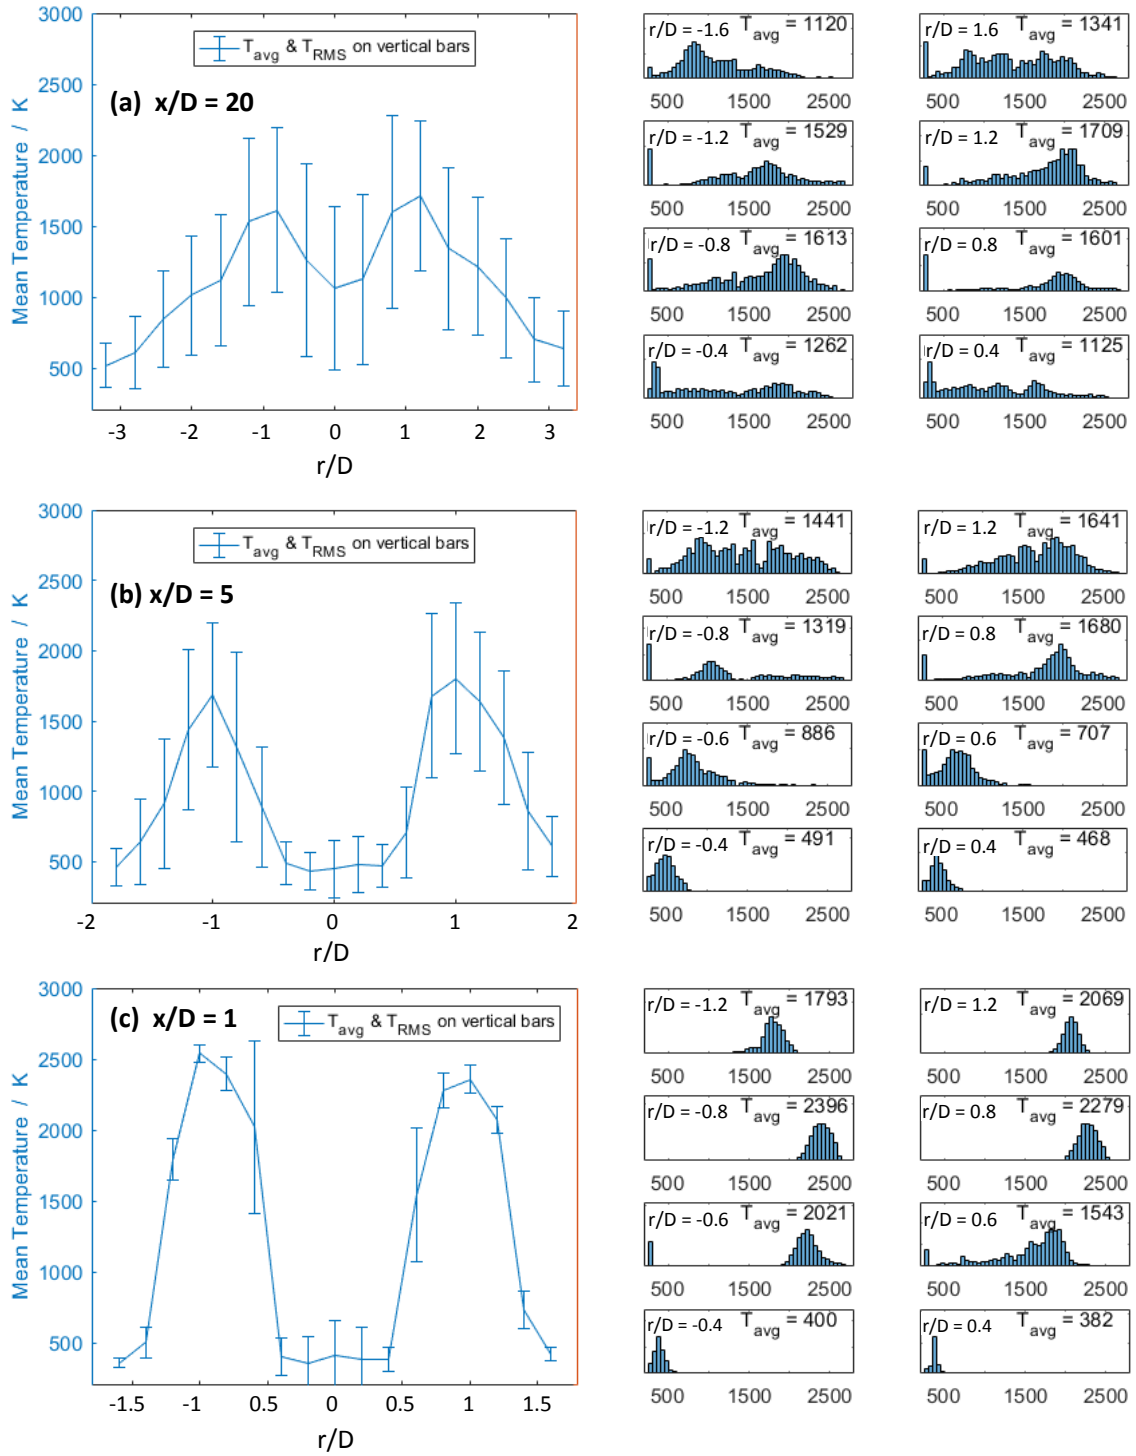 3000
2500
2000
1500
1000
500
Mean Temperature / K
T_avg & T_RMS on vertical bars
(a) x/D = 20
-3 -2 -1 0 1 2 3
r/D
r/D = -1.6 T_avg = 1120
500 1500 2500
r/D = -1.2 T_avg = 1529
500 1500 2500
r/D = -0.8 T_avg = 1613
500 1500 2500
r/D = -0.4 T_avg = 1262
500 1500 2500
r/D = 1.6 T_avg = 1341
500 1500 2500
r/D = 1.2 T_avg = 1709
500 1500 2500
r/D = 0.8 T_avg = 1601
500 1500 2500
r/D = 0.4 T_avg = 1125
500 1500 2500
3000
2500
2000
1500
1000
500
Mean Temperature / K
T_avg & T_RMS on vertical bars
(b) x/D = 5
-2 -1 0 1 2
r/D
r/D = -1.2 T_avg = 1441
500 1500 2500
r/D = -0.8 T_avg = 1319
500 1500 2500
r/D = -0.6 T_avg = 886
500 1500 2500
r/D = -0.4 T_avg = 491
500 1500 2500
r/D = 1.2 T_avg = 1641
500 1500 2500
r/D = 0.8 T_avg = 1680
500 1500 2500
r/D = 0.6 T_avg = 707
500 1500 2500
r/D = 0.4 T_avg = 468
500 1500 2500
3000
2500
2000
1500
1000
500
Mean Temperature / K
T_avg & T_RMS on vertical bars
(c) x/D = 1
-1.5 -1 0.5 0 0.5 1 1.5
r/D
r/D = -1.2 T_avg = 1793
500 1500 2500
r/D = -0.8 T_avg = 2396
500 1500 2500
r/D = -0.6 T_avg = 2021
500 1500 2500
r/D = -0.4 T_avg = 400
500 1500 2500
r/D = 1.2 T_avg = 2069
500 1500 2500
r/D = 0.8 T_avg = 2279
500 1500 2500
r/D = 0.6 T_avg = 1543
500 1500 2500
r/D = 0.4 T_avg = 382
500 1500 2500